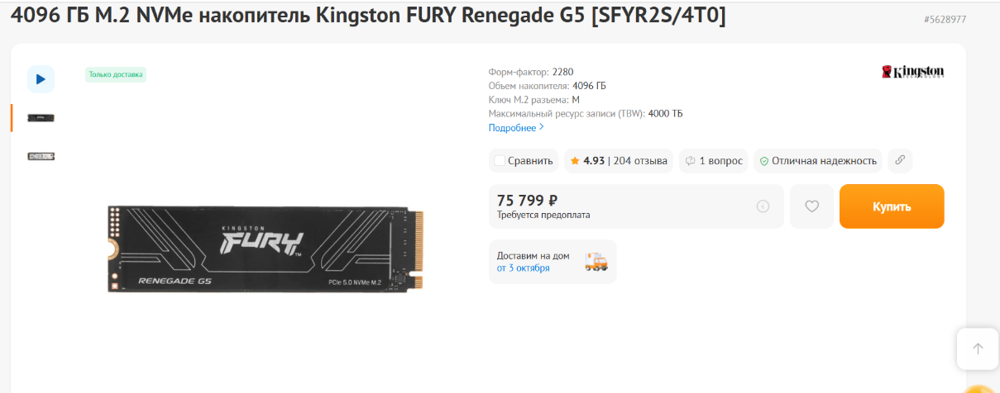 4096 ГБ M.2 NVMe накопитель Kingston FURY Renegade G5 [SFYR2S/4T0]
#5628977
Только доставка
Форм-фактор: 2280
Объем накопителя: 4096 ГБ
Ключ M.2 разъема: M
Максимальный ресурс записи (TBW): 4000 ТБ
Подробнее
Kingston
TECHNOLOGY
Сравнить
4.93 | 204 отзыва
1 вопрос
Отличная надежность
75 799 ₽
Требуется предоплата
Купить
Доставим на дом
от 3 октября
KINGSTON
FURY™
RENEGADE G5
PCIe 5.0 NVMe M.2